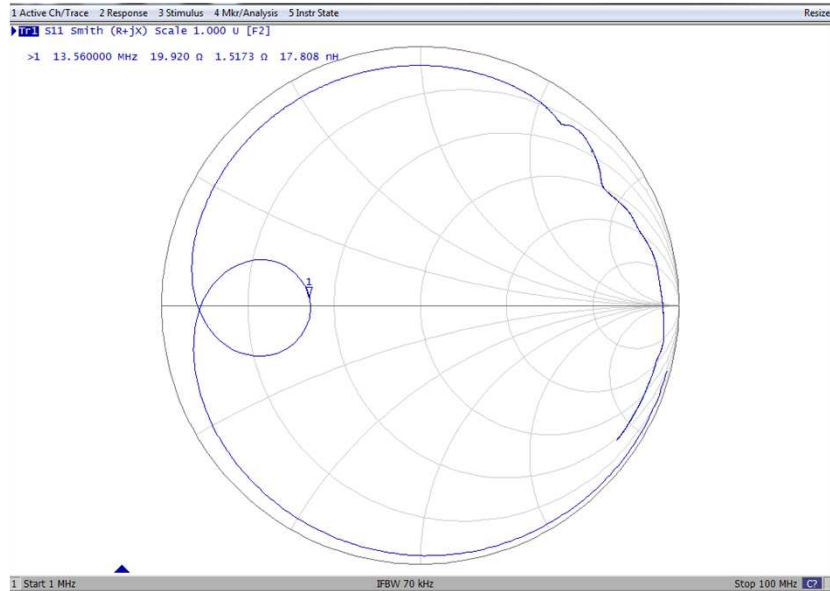 1 Active Ch/Trace 2 Response 3 Stimulus 4 Mkr/Analysis 5 Instr State Resize
Tr1 S11 Smith (R+jX) Scale 1.000 U [F2]
>1 13.560000 MHz 19.920 Ω 1.5173 Ω 17.808 nH
1
1 Start 1 MHz IFBW 70 kHz Stop 100 MHz C?